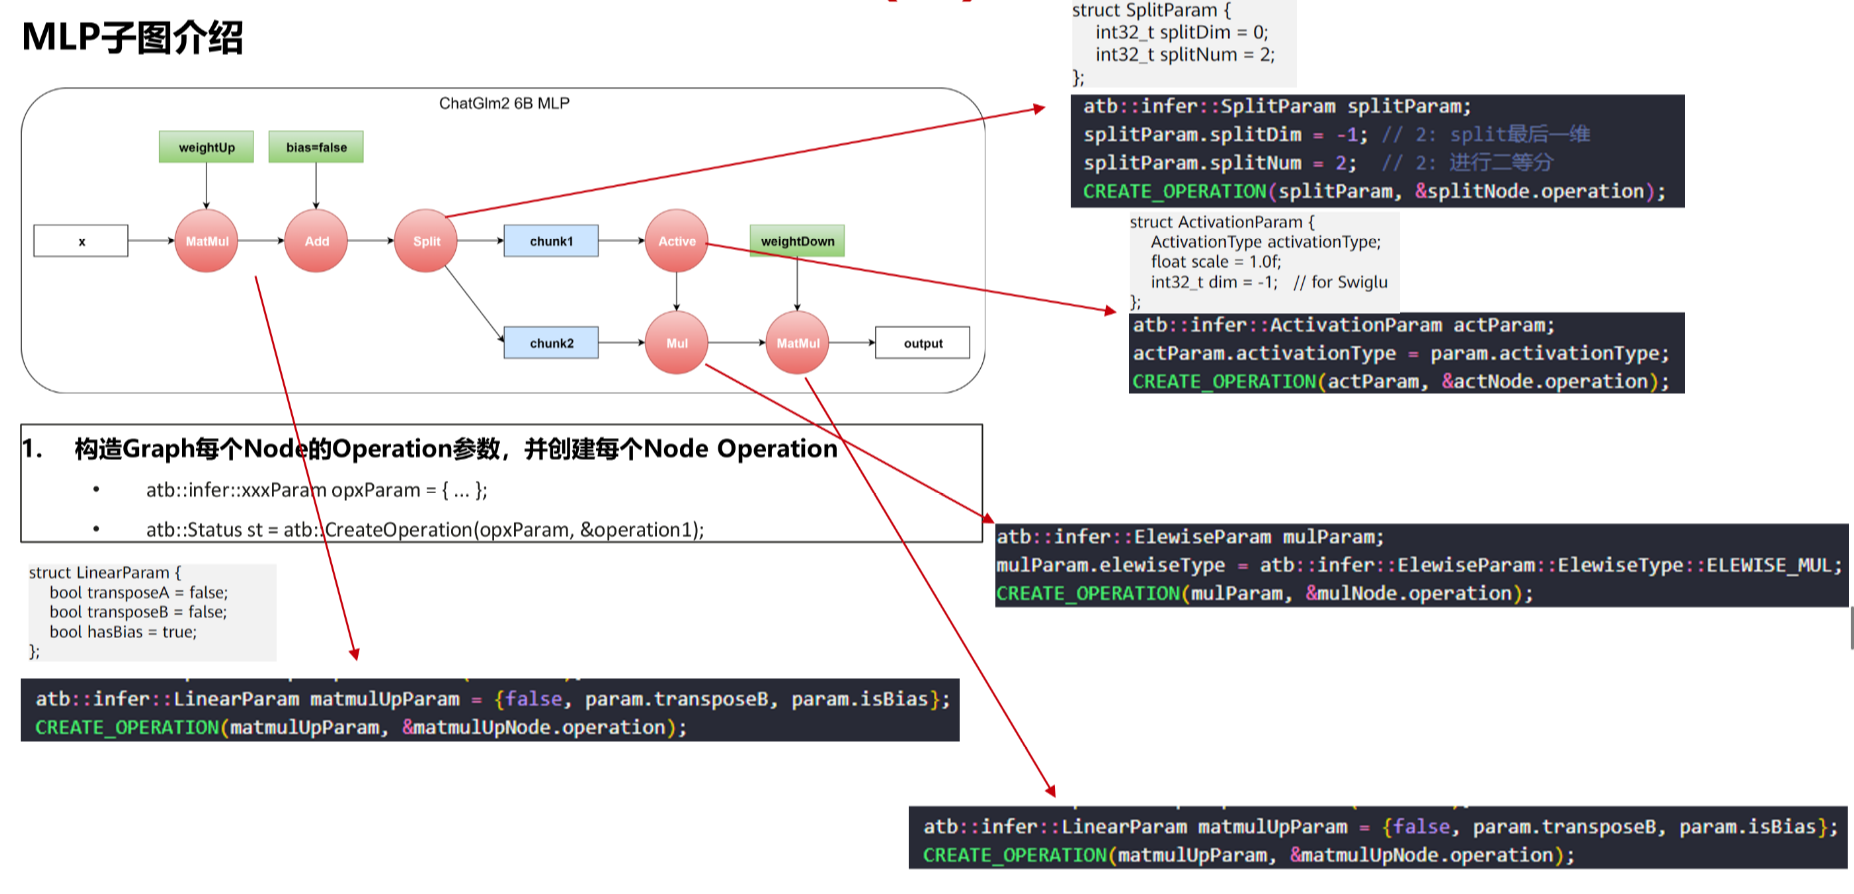 MLP子图介绍
ChatGlm2 6B MLP
weightUp
bias=false
x
MatMul
Add
Split
chunk1
Active
weightDown
chunk2
Mul
MatMul
output
struct SplitParam {
int32_t splitDim = 0;
int32_t splitNum = 2;
};
atb::infer::SplitParam splitParam;
splitParam.splitDim = -1; // 2: split最后一维
splitParam.splitNum = 2; // 2: 进行二等分
CREATE_OPERATION(splitParam, &splitNode.operation);
struct ActivationParam {
ActivationType activationType;
float scale = 1.0f;
int32_t dim = -1; // for Swiglu
};
atb::infer::ActivationParam actParam;
actParam.activationType = param.activationType;
CREATE_OPERATION(actParam, &actNode.operation);
1. 构造Graph每个Node的Operation参数，并创建每个Node Operation
• atb::infer::xxxParam opxParam = { ... };
• atb::Status st = atb::CreateOperation(opxParam, &operation1);
atb::infer::ElewiseParam mulParam;
mulParam.elewiseType = atb::infer::ElewiseParam::ElewiseType::ELEWISE_MUL;
CREATE_OPERATION(mulParam, &mulNode.operation);
struct LinearParam {
bool transposeA = false;
bool transposeB = false;
bool hasBias = true;
};
atb::infer::LinearParam matmulUpParam = {false, param.transposeB, param.isBias};
CREATE_OPERATION(matmulUpParam, &matmulUpNode.operation);
atb::infer::LinearParam matmulUpParam = {false, param.transposeB, param.isBias};
CREATE_OPERATION(matmulUpParam, &matmulUpNode.operation);